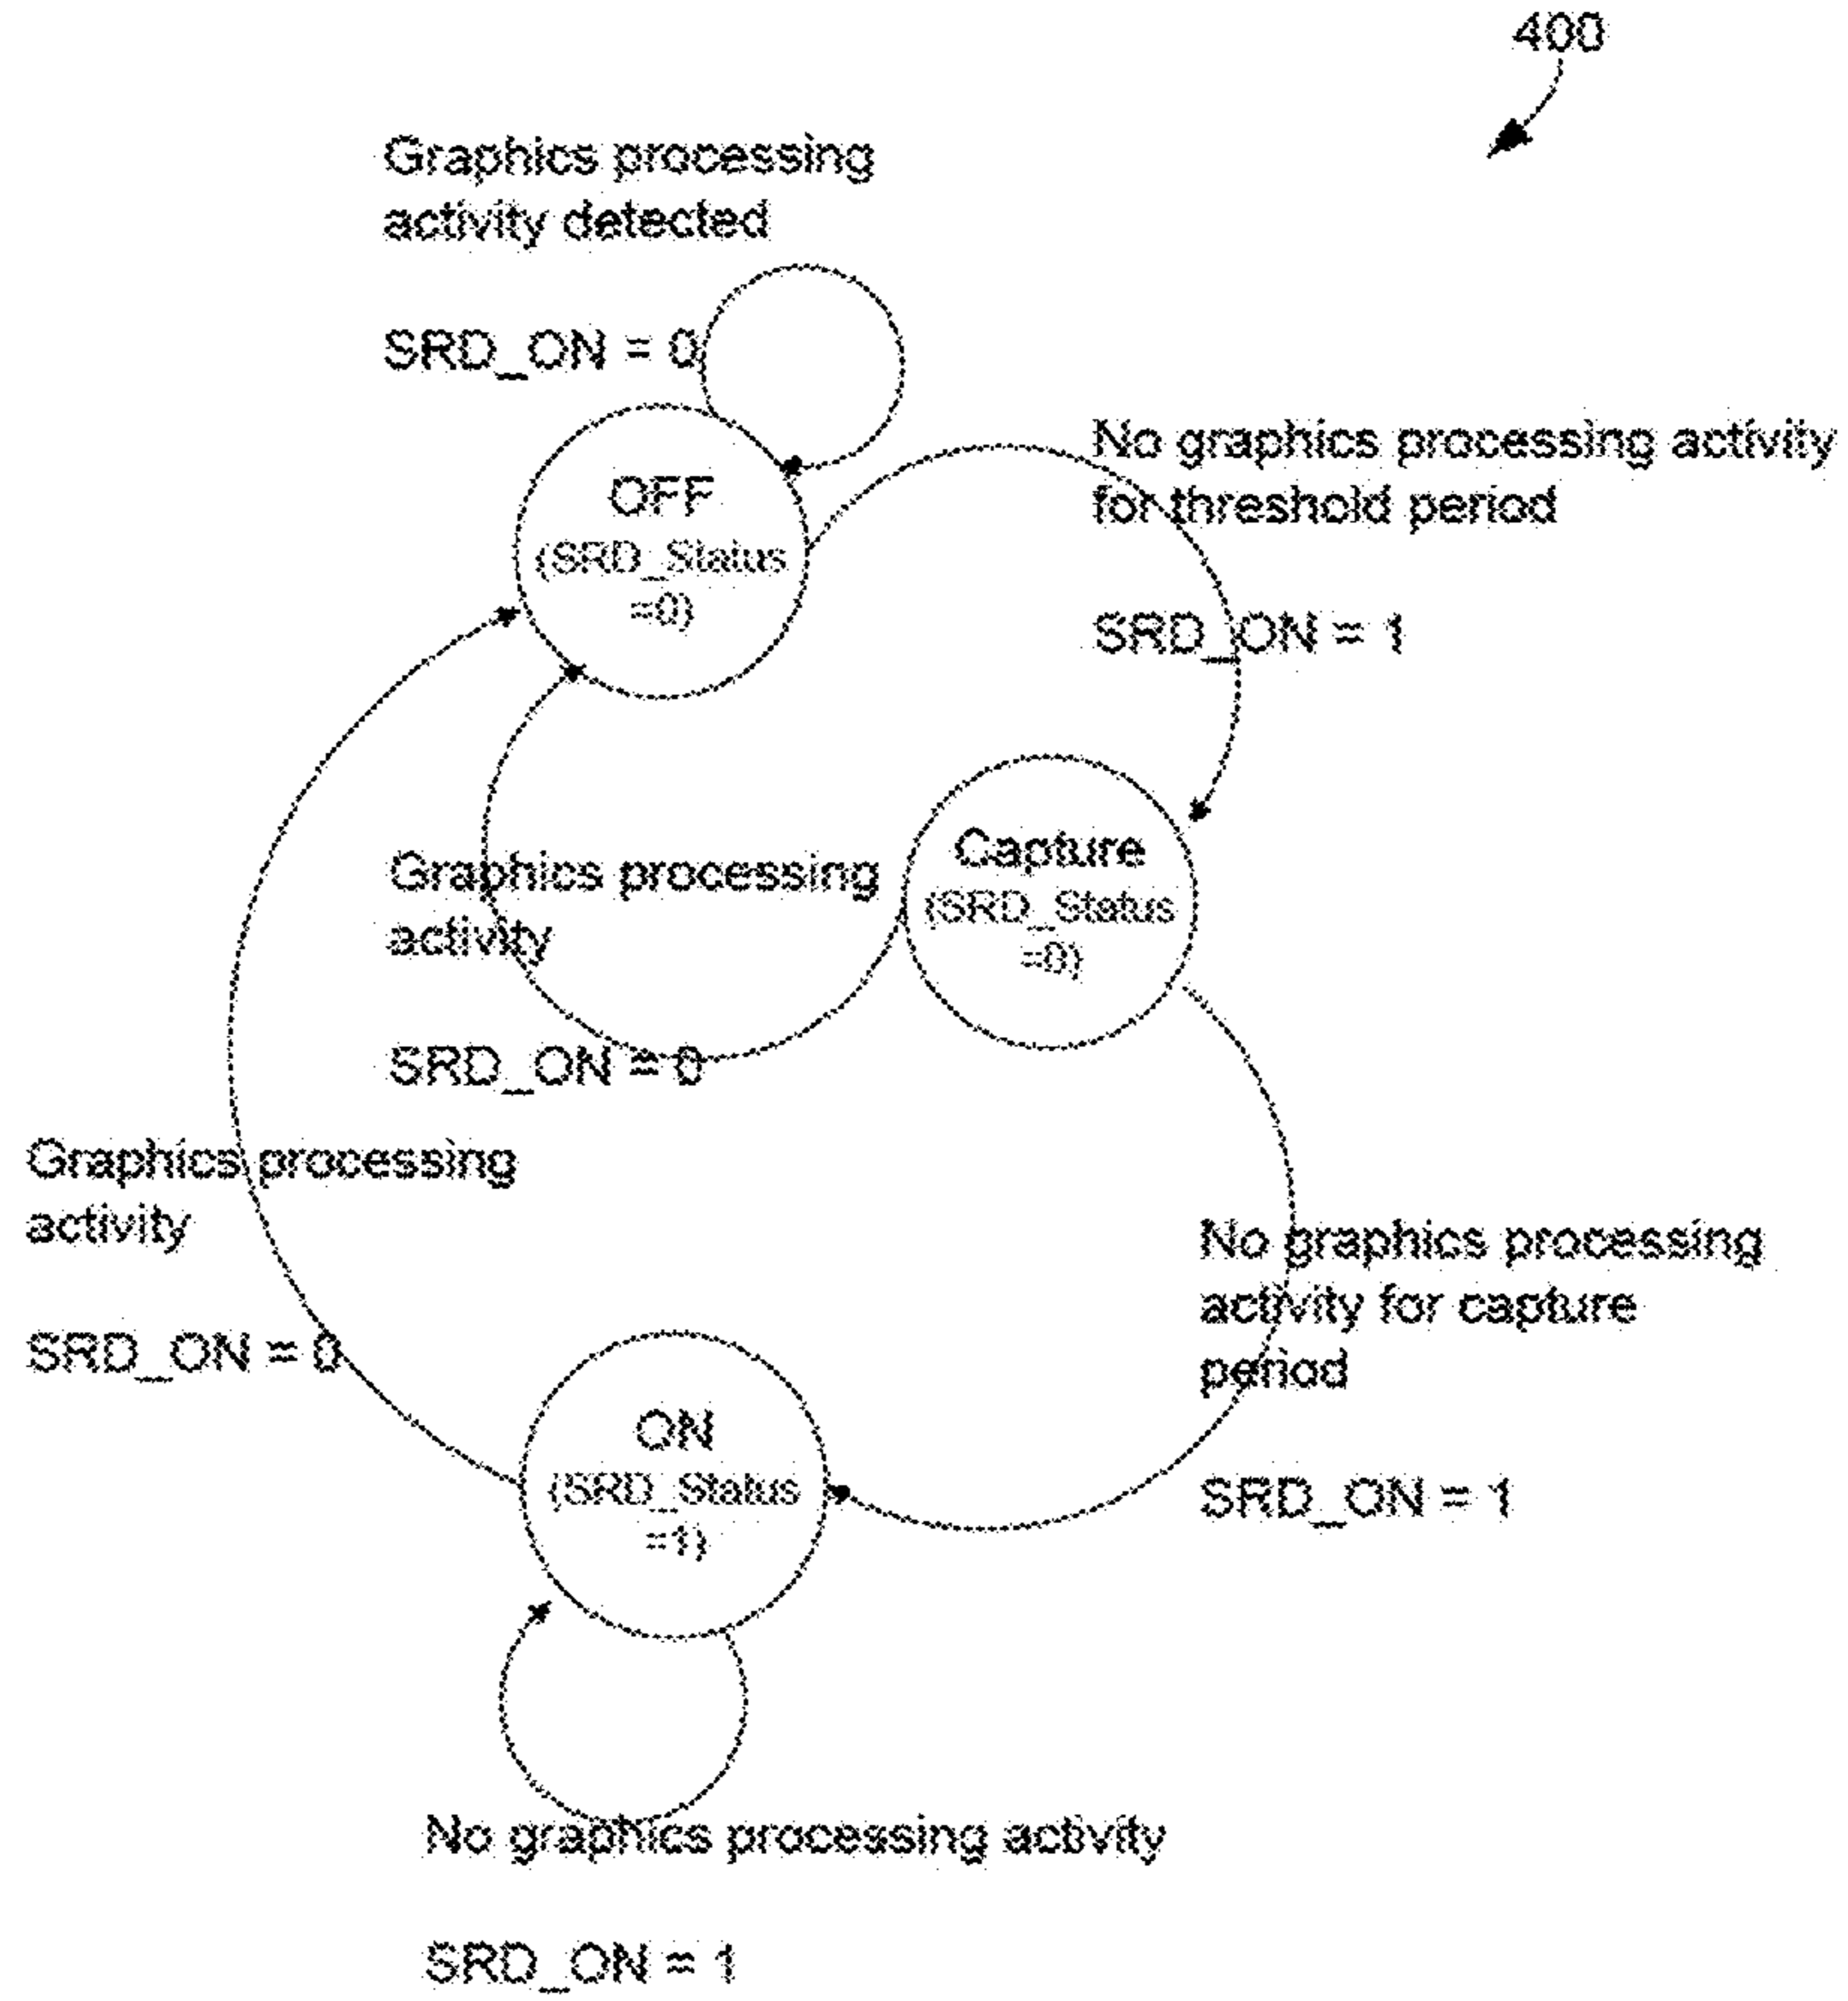 400
Graphics processing
activity detected
SRD_ON = 0
No graphics processing activity
for threshold period
SRD_ON = 1
OFF
(SRD_Status
=0)
Capture
(SRD_Status
=0)
Graphics processing
activity
SRD_ON = 0
Graphics processing
activity
SRD_ON = 0
No graphics processing
activity for capture
period
SRD_ON = 1
ON
(SRD_Status
=1)
No graphics processing activity
SRD_ON = 1